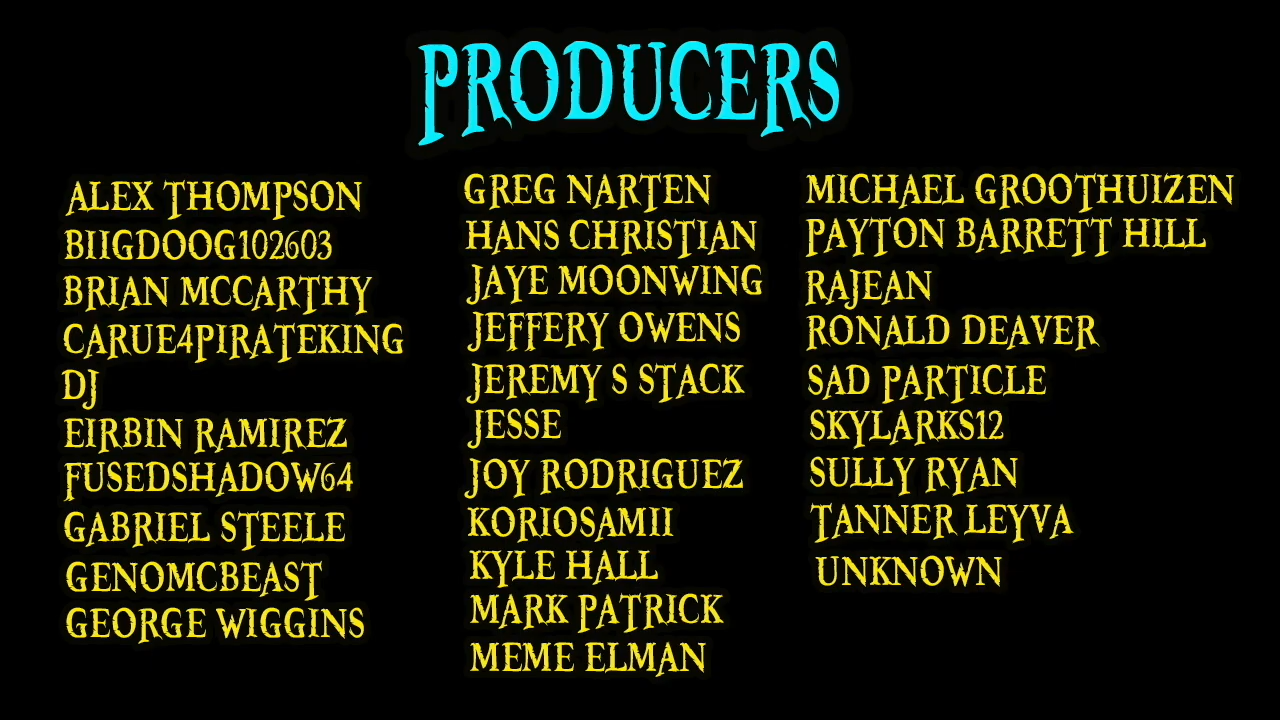 PRODUCERS
ALEX THOMPSON
BIIGDOOG102603
BRIAN MCCARTHY
CARUE4PIRATEKING
DJ
EIRBIN RAMIREZ
FUSEDSHADOW64
GABRIEL STEELE
GENOMCBEAST
GEORGE WIGGINS
GREG NARTEN
HANS CHRISTIAN
JAYE MOONWING
JEFFERY OWENS
JEREMY S STACK
JESSE
JOY RODRIGUEZ
KORIOSAMII
KYLE HALL
MARK PATRICK
MEME ELMAN
MICHAEL GROOTHUIZEN
PAYTON BARRETT HILL
RAJEAN
RONALD DEAVER
SAD PARTICLE
SKYLARKS12
SULLY RYAN
TANNER LEYVA
UNKNOWN